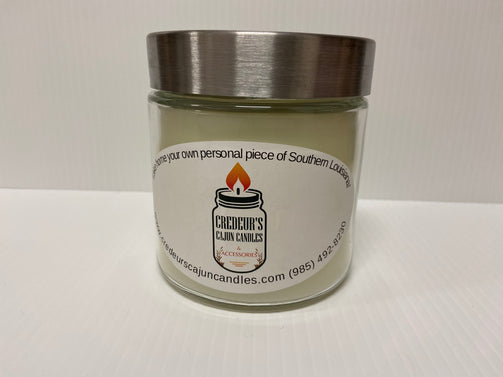 home your own personal piece of Southern Louisiana!
CREDEUR'S
CAJUN CANDLES
&
ACCESSORIES
credeurscajuncandles.com (985) 492-8230